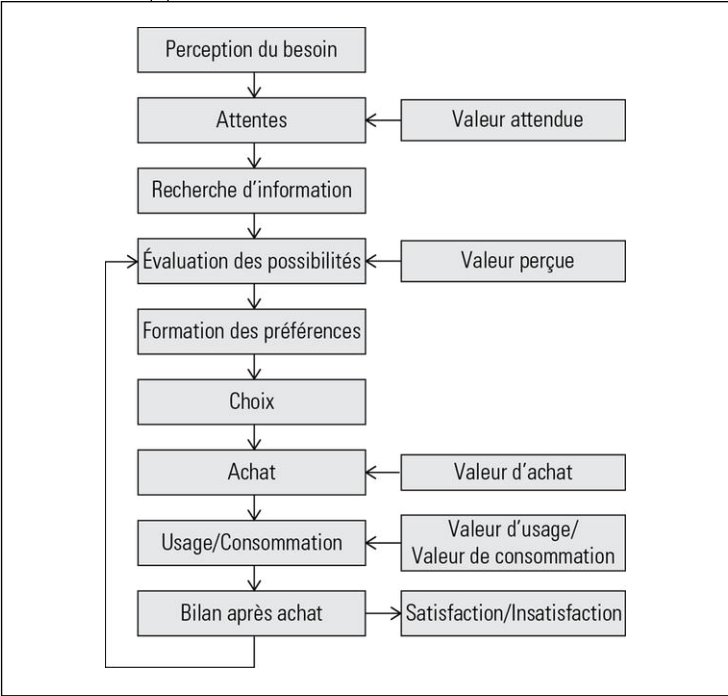 Perception du besoin
Attentes
Valeur attendue
Recherche d'information
Évaluation des possibilités
Valeur perçue
Formation des préférences
Choix
Achat
Valeur d'achat
Usage/Consommation
Valeur d'usage/
Valeur de consommation
Bilan après achat
Satisfaction/Insatisfaction